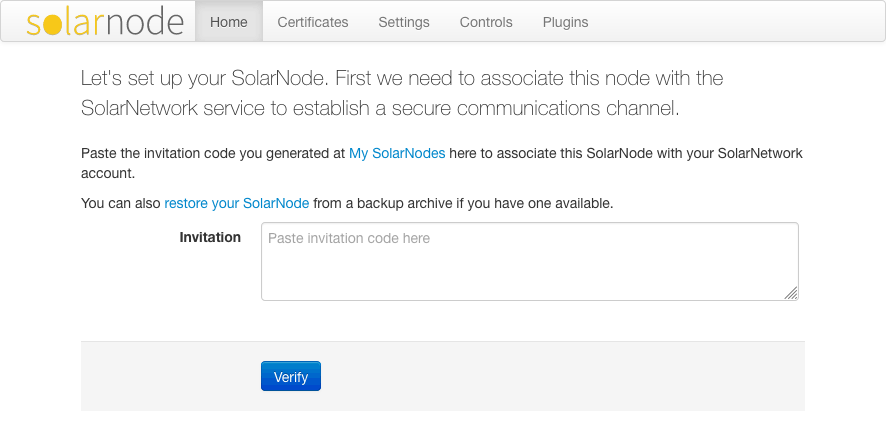 solarnode Home Certificates Settings Controls Plugins
Let's set up your SolarNode. First we need to associate this node with the
SolarNetwork service to establish a secure communications channel.
Paste the invitation code you generated at My SolarNodes here to associate this SolarNode with your SolarNetwork
account.
You can also restore your SolarNode from a backup archive if you have one available.
Invitation Paste invitation code here
Verify